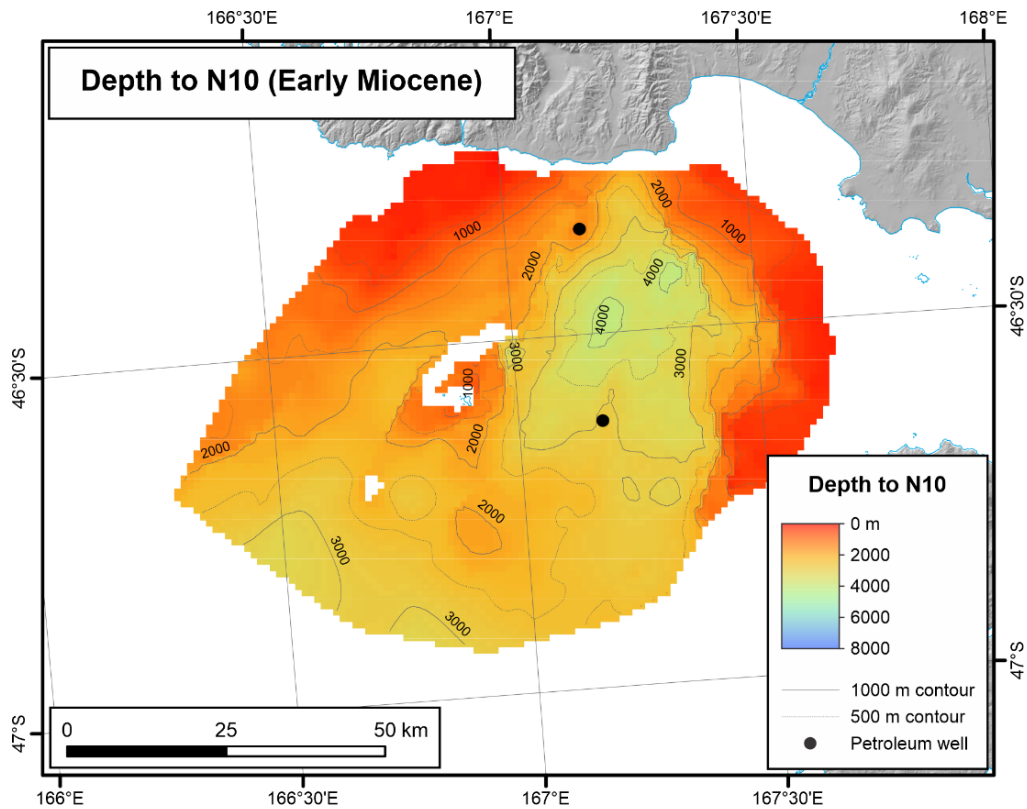 166°30'E 167°E 167°30'E 168°E
Depth to N10 (Early Miocene)
2000
1000
1000
2000
4000
4000
46°30'S
3000
3000
46°30'S
1000
2000
2000
2000
3000
3000
Depth to N10
0 m
2000
4000
6000
8000
1000 m contour
500 m contour
Petroleum well
47°S
0 25 50 km
47°S
166°E 166°30'E 167°E 167°30'E